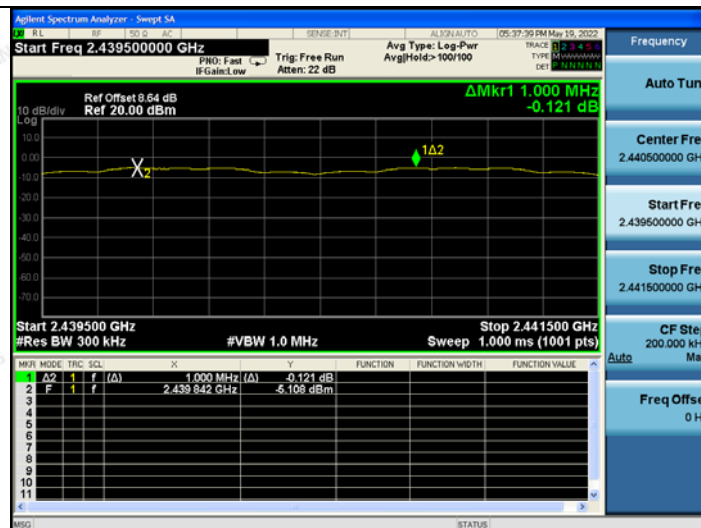 Agilent Spectrum Analyzer - Swept SA
RL RF 50 Ω AC SENSE:INT ALIGNAUTO 05:37:39 PM May 19, 2022
Start Freq 2.439500000 GHz
PNO: Fast
IFGain:Low
Trig: Free Run
Atten: 22 dB
Avg Type: Log-Pwr
Avg|Hold:>100/100
TRACE 1 2 3 4 5 6
TYPE M
DET P N N N N N
ΔMkr1 1.000 MHz
-0.121 dB
Ref Offset 8.64 dB
10 dB/div Ref 20.00 dBm
Log
10.0
0.00
-10.0
-20.0
-30.0
-40.0
-50.0
-60.0
-70.0
1Δ2
2
Start 2.439500 GHz Stop 2.441500 GHz
#Res BW 300 kHz #VBW 1.0 MHz Sweep 1.000 ms (1001 pts)
MKR MODE TRC SCL X Y FUNCTION FUNCTION WIDTH FUNCTION VALUE
1 Δ2 1 f (Δ) 1.000 MHz (Δ) -0.121 dB
2 F 1 f 2.439 842 GHz -5.108 dBm
3
4
5
6
7
8
9
10
11
MSG STATUS
Frequency
Auto Tun
Center Fre
2.440500000 GH
Start Fre
2.439500000 GH
Stop Fre
2.441500000 GH
CF Ste
200.000 kH
Auto Ma
Freq Offse
0 H